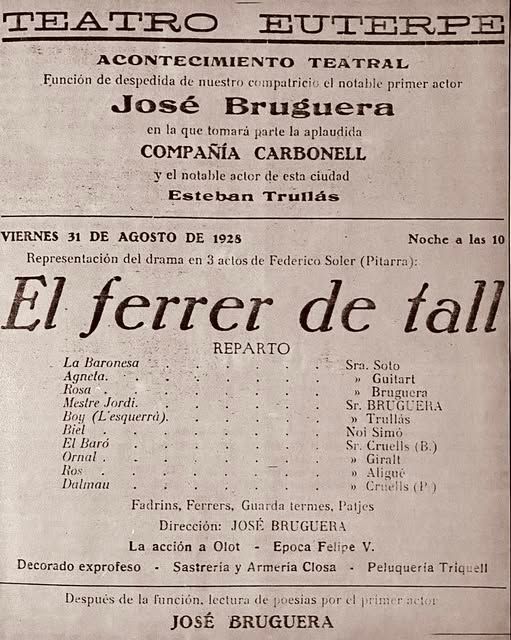 TEATRO EUTERPE
ACONTECIMIENTO TEATRAL
Función de despedida de nuestro compatricio el notable primer actor
José Bruguera
en la que tomará parte la aplaudida
COMPAÑÍA CARBONELL
y el notable actor de esta ciudad
Esteban Trullás
VIERNES 31 DE AGOSTO DE 1928 Noche a las 10
Representación del drama en 3 actos de Federico Soler (Pitarra):
El ferrer de tall
REPARTO
La Baronesa . . . . . . . Sra. Soto
Agneta. . . . . . . . » Guitart
Rosa . . . . . . . . » Bruguera
Mestre Jordi. . . . . . . Sr. BRUGUERA
Boy (L'esquerrà). . . . . . » Trullás
Biel . . . . . . . . Noi Simó
El Baró . . . . . . . Sr. Cruells (B.)
Ornal . . . . . . . . » Giralt
Ros . . . . . . . . » Aligué
Dalmau . . . . . . . » Cruells (P.)
Fadrins, Ferrers, Guarda termes, Patjes
Dirección: JOSÉ BRUGUERA
La acción a Olot - Epoca Felipe V.
Decorado exprofeso - Sastrería y Armería Closa - Peluquería Triquell
Después de la función, lectura de poesías por el primer actor
JOSÉ BRUGUERA